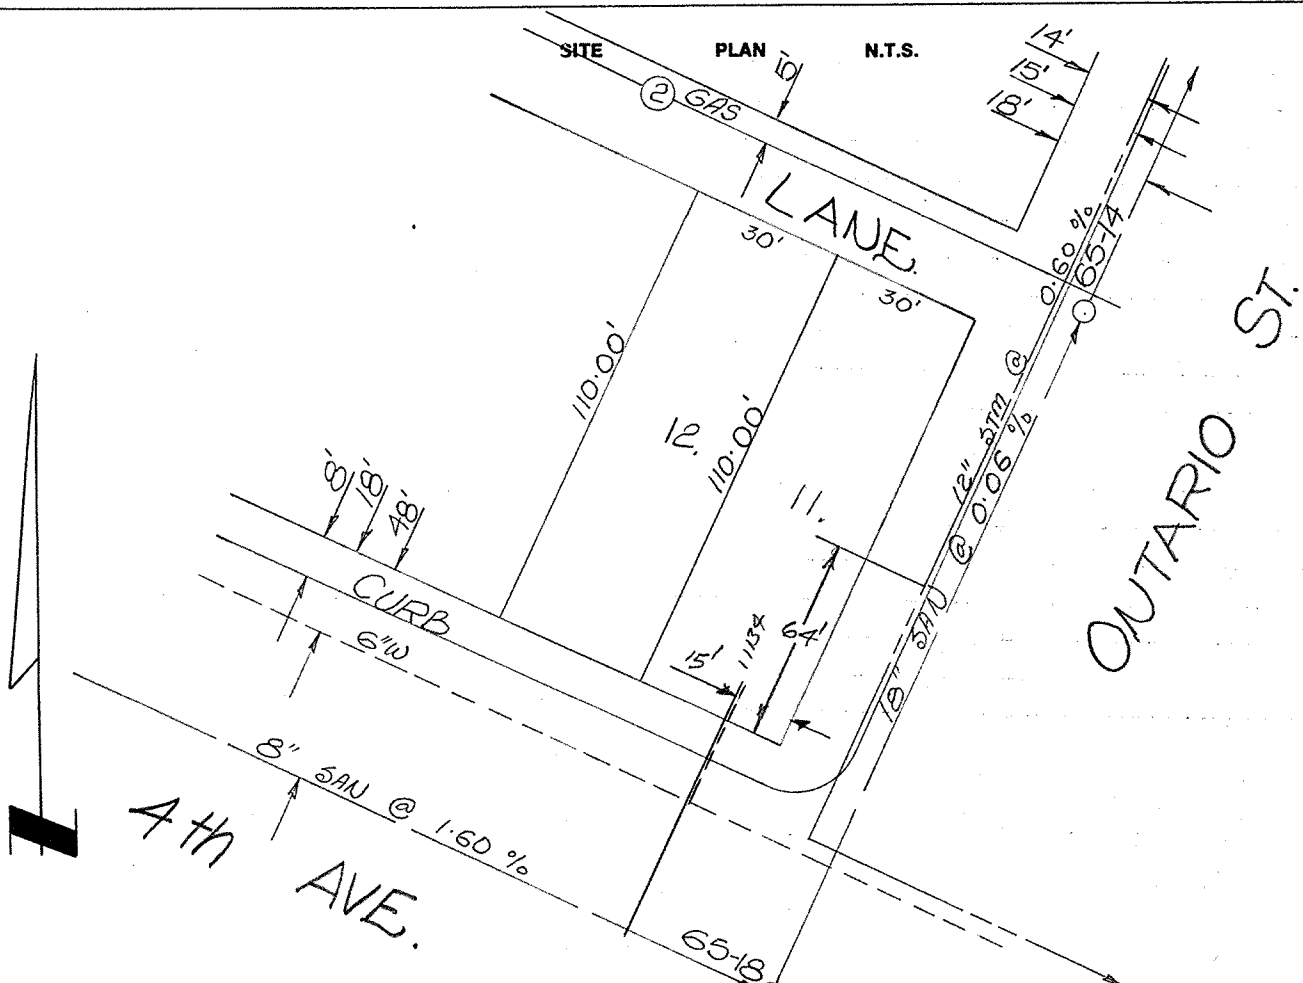 SITE PLAN N.T.S.
14'
15'
18'
2 GAS
LANE.
30'
30'
0.60 %
65-14
ONTARIO ST.
110.00'
12.
110.00'
11.
12" STM @
18" SAN @ 0.06 %
8'
18'
48'
CURB
6"W
15'
11134
64'
8" SAN @ 1.60 %
4th AVE.
65-18